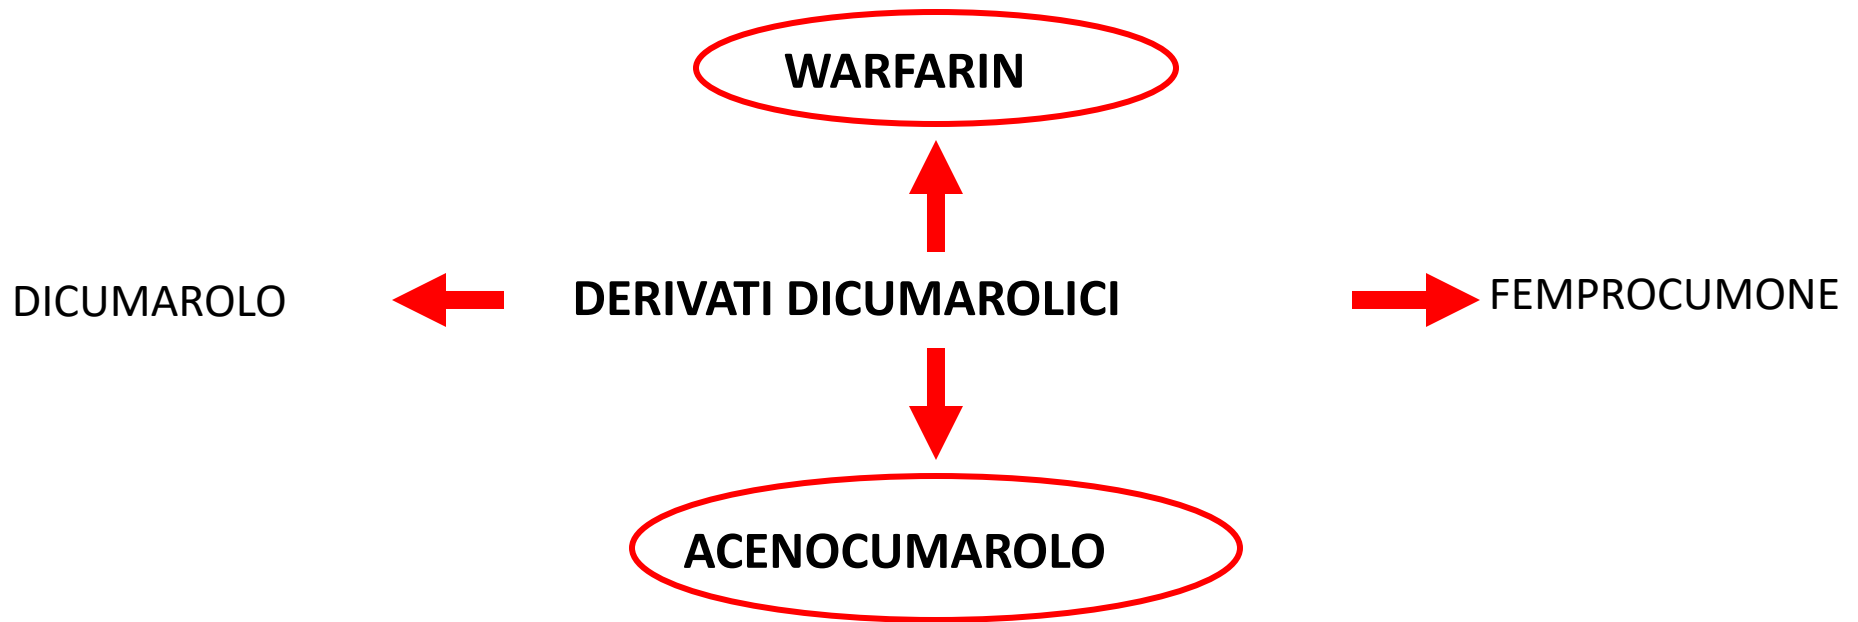 WARFARIN
DICUMAROLO
DERIVATI DICUMAROLICI
FEMPROCUMONE
ACENOCUMAROLO